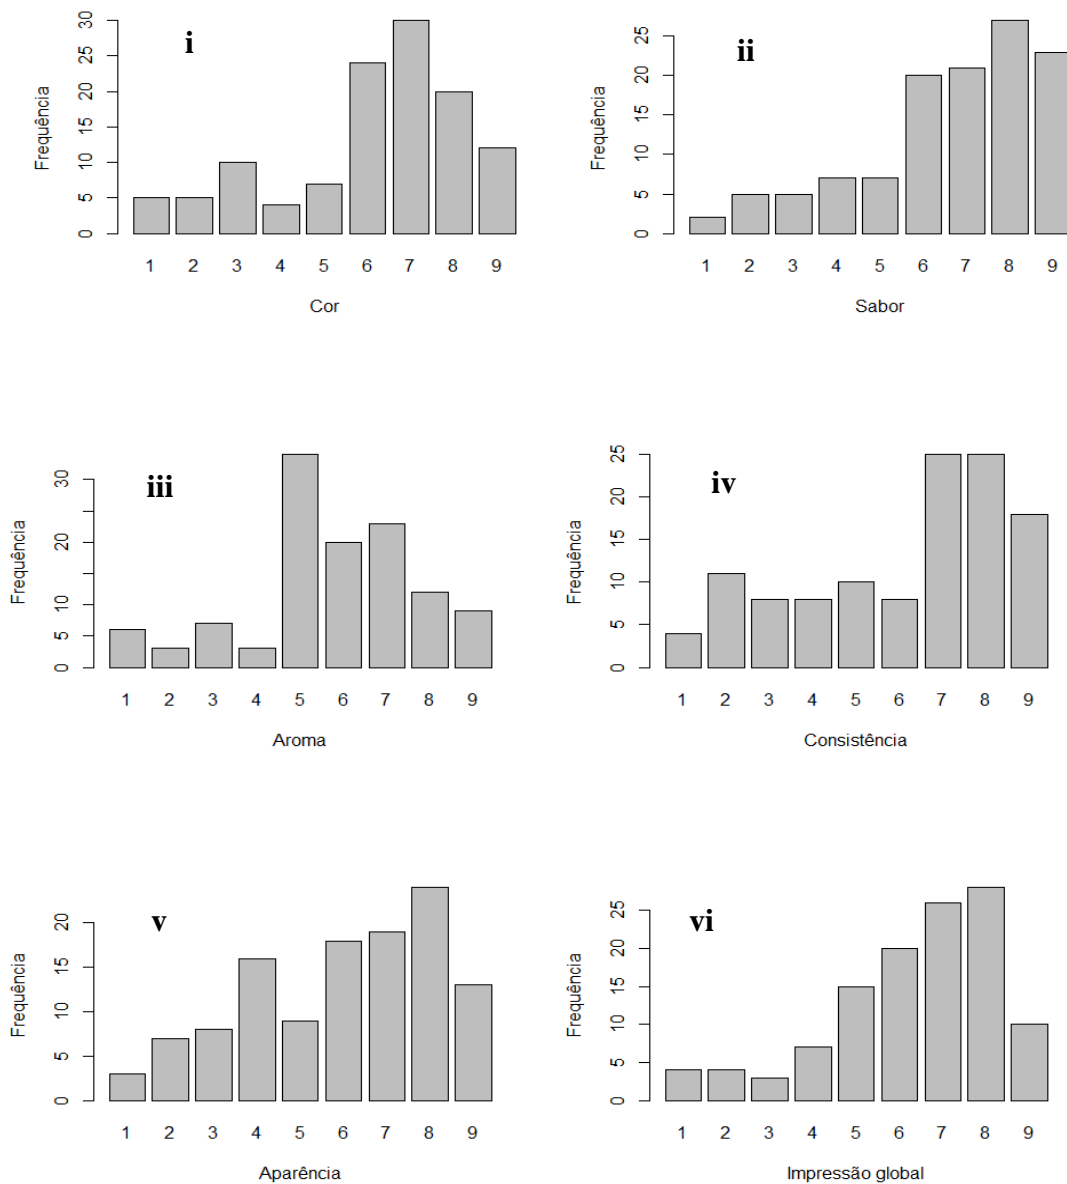 i
Frequência
0 5 10 15 20 25 30
1 2 3 4 5 6 7 8 9
Cor
ii
Frequência
0 5 10 15 20 25
1 2 3 4 5 6 7 8 9
Sabor
iii
Frequência
0 5 10 20 30
1 2 3 4 5 6 7 8 9
Aroma
iv
Frequência
0 5 10 15 20 25
1 2 3 4 5 6 7 8 9
Consistência
v
Frequência
0 5 10 15 20
1 2 3 4 5 6 7 8 9
Aparência
vi
Frequência
0 5 10 15 20 25
1 2 3 4 5 6 7 8 9
Impressão global